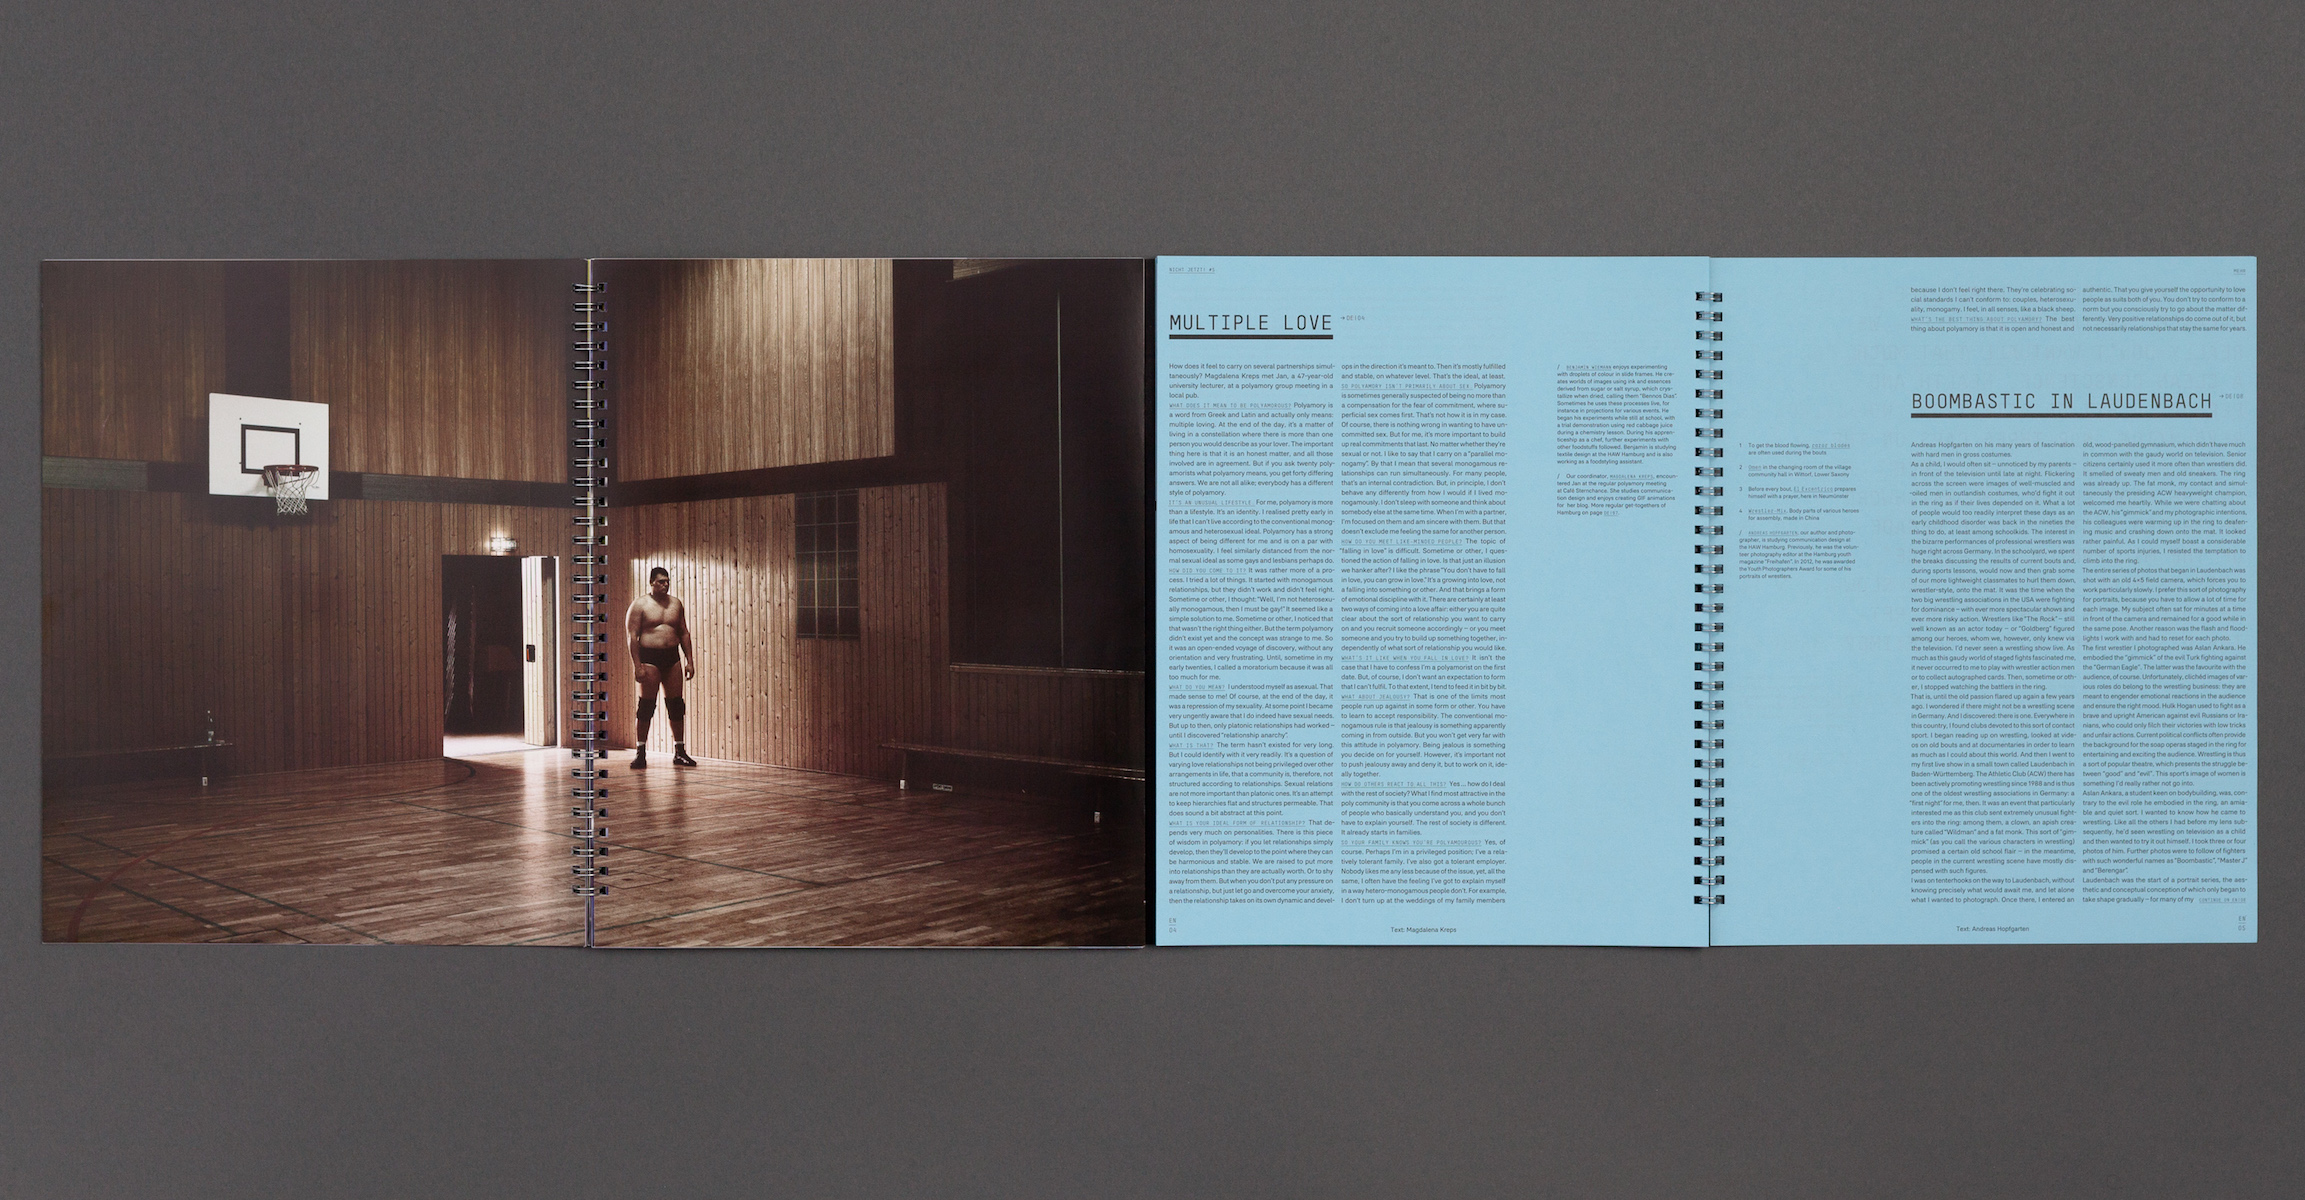 NICHT JETZT! #3
MULTIPLE LOVE
How does it feel to carry on several partnerships simul-
taneously? Magdalena Kreps met Jan, a 47-year-old
university lecturer, at a polyamory group meeting in a
local pub.
WHAT DOES IT MEAN TO BE POLYAMOROUS? Polyamory is
a word from Greek and Latin and actually only means:
multiple loving. At the end of the day, it's a matter of
living in a constellation where there is more than one
person you would describe as your lover. The important
thing here is that it is an honest matter, and all those
involved are in agreement. But if you ask twenty poly-
amorists what polyamory means, you get forty differing
answers. We are not all alike; everybody has a different
style of polyamory.
IT'S AN UNUSUAL LIFESTYLE. For me, polyamory is more
than a lifestyle. It's an identity. I realised pretty early in
life that I can't live according to the conventional monog-
amous and heterosexual ideal. Polyamory has a strong
aspect of being different for me and is on a par with
homosexuality. I feel similarly distanced from the nor-
mal sexual ideal as some gays and lesbians perhaps do.
HOW DID YOU COME TO IT? It was rather more of a pro-
cess. I tried a lot of things. It started with monogamous
relationships, but they didn't work and didn't feel right.
Sometime or other, I thought: "Well, I'm not heterosexu-
ally monogamous, then I must be gay!" It seemed like a
simple solution to me. Sometime or other, I noticed that
that wasn't the right thing either. But the term polyamory
didn't exist yet and the concept was strange to me. So
it was an open-ended voyage of discovery, without any
orientation and very frustrating. Until, sometime in my
early twenties, I called a moratorium because it was all
too much for me.
WHAT DO YOU MEAN? I understood myself as asexual. That
made sense to me! Of course, at the end of the day, it
was a repression of my sexuality. At some point I became
very urgently aware that I do indeed have sexual needs.
But up to then, only platonic relationships had worked –
until I discovered "relationship anarchy".
WHAT IS THAT? The term hasn't existed for very long.
But I could identify with it very readily. It's a question of
varying love relationships not being privileged over other
arrangements in life, that a community is, therefore, not
structured according to relationships. Sexual relations
are not more important than platonic ones. It's an attempt
to keep hierarchies flat and structures permeable. That
does sound a bit abstract at this point.
WHAT IS YOUR IDEAL FORM OF RELATIONSHIP? That de-
pends very much on personalities. There is this piece
of wisdom in polyamory: if you let relationships simply
develop, then they'll develop to the point where they can
be harmonious and stable. We are raised to put more
into relationships than they are actually worth. Or to shy
away from them. But when you don't put any pressure on
a relationship, but just let go and overcome your anxiety,
then the relationship takes on its own dynamic and devel-
ops in the direction it's meant to. Then it's mostly fulfilled
and stable, on whatever level. That's the ideal, at least.
SO POLYAMORY ISN'T PRIMARILY ABOUT SEX. Polyamory
is sometimes generally suspected of being no more than
a compensation for the fear of commitment, where su-
perficial sex comes first. That's not how it is in my case.
Of course, there is nothing wrong in wanting to have un-
committed sex. But for me, it's more important to build
up real commitments that last. No matter whether they're
sexual or not. I like to say that I carry on a "parallel mo-
nogamy". By that I mean that several monogamous re-
lationships can run simultaneously. For many people,
that's an internal contradiction. But, in principle, I don't
behave any differently from how I would if I lived mo-
nogamously. I don't sleep with someone and think about
somebody else at the same time. When I'm with a partner,
I'm focused on them and am sincere with them. But that
doesn't exclude me feeling the same for another person.
HOW DO YOU MEET LIKE-MINDED PEOPLE? The topic of
"falling in love" is difficult. Sometime or other, I ques-
tioned the action of falling in love. Is that just an illusion
we hanker after? I like the phrase "You don't have to fall
in love, you can grow in love." It's a growing into love, not
a falling into something or other. And that brings a form
of emotional discipline with it. There are certainly at least
two ways of coming into a love affair: either you are quite
clear about the sort of relationship you want to carry
on and you recruit someone accordingly – or you meet
someone and you try to build up something together, in-
dependently of what sort of relationship you would like.
WHAT'S IT LIKE WHEN YOU FALL IN LOVE? It isn't the
case that I have to confess I'm a polyamorist on the first
date. But, of course, I don't want an expectation to form
that I can't fulfil. To that extent, I tend to feed it in bit by bit.
WHAT ABOUT JEALOUSY? That is one of the limits most
people run up against in some form or other. You have
to learn to accept responsibility. The conventional mo-
nogamous rule is that jealousy is something apparently
coming in from outside. But you won't get very far with
this attitude in polyamory. Being jealous is something
you decide on for yourself. However, it's important not
to push jealousy away and deny it, but to work on it, ide-
ally together.
HOW DO OTHERS REACT TO ALL THIS? Yes ... how do I deal
with the rest of society? What I find most attractive in the
poly community is that you come across a whole bunch
of people who basically understand you, and you don't
have to explain yourself. The rest of society is different.
It already starts in families.
DO YOUR FAMILY KNOWS YOU'RE POLYAMOUROUS? Yes, of
course. Perhaps I'm in a privileged position; I've a rela-
tively tolerant family. I've also got a tolerant employer.
Nobody likes me any less because of the issue, yet, all the
same, I often have the feeling I've got to explain myself
in a way hetero-monogamous people don't. For example,
I don't turn up at the weddings of my family members
/ BENJAMIN WIEMANN enjoys experimenting
with droplets of colour in slide frames. He cre-
ates worlds of images using ink and essences
derived from sugar or salt syrup, which crys-
tallize when dried, calling them "Bennos Dias".
Sometimes he uses these processes live, for
instance in projections for various events. He
began his experiments while still at school, with
a trial demonstration using red cabbage juice
during a chemistry lesson. During his appren-
ticeship as a chef, further experiments with
other foodstuffs followed. Benjamin is studying
textile design at the HAW Hamburg and is also
working as a foodstyling assistant.
/ Our coordinator, MAGDALENA KREPS, encoun-
tered Jan at the regular polyamory meeting
at Café Sternchance. She studies communica-
tion design and enjoys creating GIF animations
for her blog. More regular get-togethers of
Hamburg on page
EN
04
Text: Magdalena Kreps
because I don't feel right there. They're celebrating so-
cial standards I can't conform to: couples, heterosexu-
ality, monogamy. I feel, in all senses, like a black sheep.
WHAT'S THE BEST THING ABOUT POLYAMORY? The best
thing about polyamory is that it is open and honest and
authentic. That you give yourself the opportunity to love
people as suits both of you. You don't try to conform to a
norm but you consciously try to go about the matter dif-
ferently. Very positive relationships do come out of it, but
not necessarily relationships that stay the same for years.
BOOMBASTIC IN LAUDENBACH
1 To get the blood flowing,
are often used during the bouts
2 in the changing room of the village
community hall in Wittorf, Lower Saxony
3 Before every bout, El Excentrico prepares
himself with a prayer, here in Neumünster
4 Wrestler-Mix. Body parts of various heroes
for assembly, made in China
/ ANDREAS HOPFGARTEN, our author and photo-
grapher, is studying communication design at
the HAW Hamburg. Previously, he was the volun-
teer photography editor at the Hamburg youth
magazine "Freihafen". In 2012, he was awarded
the Youth Photographers Award for some of his
portraits of wrestlers.
Andreas Hopfgarten on his many years of fascination
with hard men in gross costumes.
As a child, I would often sit – unnoticed by my parents –
in front of the television until late at night. Flickering
across the screen were images of well-muscled and
-oiled men in outlandish costumes, who'd fight it out
in the ring as if their lives depended on it. What a lot
of people would too readily interpret these days as an
early childhood disorder was back in the nineties the
thing to do, at least among schoolkids. The interest in
the bizarre performances of professional wrestlers was
huge right across Germany. In the schoolyard, we spent
the breaks discussing the results of current bouts and,
during sports lessons, would now and then grab some
of our more lightweight classmates to hurl them down,
wrestler-style, onto the mat. It was the time when the
two big wrestling associations in the USA were fighting
for dominance – with ever more spectacular shows and
ever more risky action. Wrestlers like "The Rock" – still
well known as an actor today – or "Goldberg" figured
among our heroes, whom we, however, only knew via
the television. I'd never seen a wrestling show live. As
much as this gaudy world of staged fights fascinated me,
it never occurred to me to play with wrestler action men
or to collect autographed cards. Then, sometime or oth-
er, I stopped watching the battlers in the ring.
That is, until the old passion flared up again a few years
ago. I wondered if there might not be a wrestling scene
in Germany. And I discovered: there is one. Everywhere in
this country, I found clubs devoted to this sort of contact
sport. I began reading up on wrestling, looked at vide-
os on old bouts and at documentaries in order to learn
as much as I could about this world. And then I went to
my first live show in a small town called Laudenbach in
Baden-Württemberg. The Athletic Club (ACW) there has
been actively promoting wrestling since 1988 and is thus
one of the oldest wrestling associations in Germany: a
"first night" for me, then. It was an event that particularly
interested me as this club sent extremely unusual fight-
ers into the ring: among them, a clown, an apish crea-
ture called "Wildman" and a fat monk. This sort of "gim-
mick" (as you call the various characters in wrestling)
promised a certain old school flair – in the meantime,
people in the current wrestling scene have mostly dis-
pensed with such figures.
I was on tenterhooks on the way to Laudenbach, without
knowing precisely what would await me, and let alone
what I wanted to photograph. Once there, I entered an
old, wood-panelled gymnasium, which didn't have much
in common with the gaudy world on television. Senior
citizens certainly used it more often than wrestlers did.
It smelled of sweaty men and old sneakers. The ring
was already up. The fat monk, my contact and simul-
taneously the presiding ACW heavyweight champion,
welcomed me heartily. While we were chatting about
the ACW, his "gimmick" and my photographic intentions,
his colleagues were warming up in the ring to deafen-
ing music and crashing down onto the mat. It looked
rather painful. As I could myself boast a considerable
number of sports injuries, I resisted the temptation to
climb into the ring.
The entire series of photos that began in Laudenbach was
shot with an old 4×5 field camera, which forces you to
work particularly slowly. I prefer this sort of photography
for portraits, because you have to allow a lot of time for
each image. My subject often sat for minutes at a time
in front of the camera and remained for a good while in
the same pose. Another reason was the flash and flood-
lights I work with and had to reset for each photo.
The first wrestler I photographed was Aslan Ankara. He
embodied the "gimmick" of the evil Turk fighting against
the "German Eagle". The latter was the favourite with the
audience, of course. Unfortunately, clichéd images of var-
ious roles do belong to the wrestling business: they are
meant to engender emotional reactions in the audience
and ensure the right mood. Hulk Hogan used to fight as a
brave and upright American against evil Russians or Ira-
nians, who could only filch their victories with low tricks
and unfair actions. Current political conflicts often provide
the background for the soap operas staged in the ring for
entertaining and exciting the audience. Wrestling is thus
a sort of popular theatre, which presents the struggle be-
tween "good" and "evil". This sport's image of women is
something I'd really rather not go into.
Aslan Ankara, a student keen on bodybuilding, was, con-
trary to the evil role he embodied in the ring, an amia-
ble and quiet sort. I wanted to know how he came to
wrestling. Like all the others I had before my lens sub-
sequently, he'd seen wrestling on television as a child
and then wanted to try it out himself. I took three or four
photos of him. Further photos were to follow of fighters
with such wonderful names as "Boombastic", "Master J"
and "Berengar".
Laudenbach was the start of a portrait series, the aes-
thetic and conceptual conception of which only began to
take shape gradually – for many of my
Text: Andreas Hopfgarten
EN
05